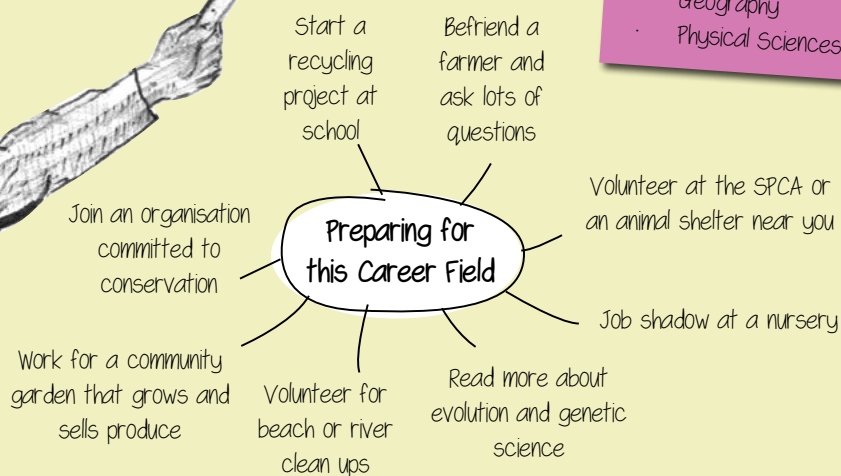 Geography
· Physical Sciences
Start a
recycling
project at
school
Befriend a
farmer and
ask lots of
questions
Volunteer at the SPCA or
an animal shelter near you
Join an organisation
committed to
conservation
Preparing for
this Career Field
Job shadow at a nursery
Work for a community
garden that grows and
sells produce
Volunteer for
beach or river
clean ups
Read more about
evolution and genetic
science